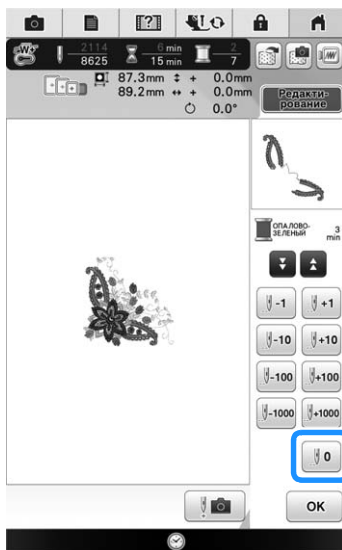 [?]
W+
2114
8625
6 min
15 min
2
7
87.3mm + 0.0mm
89.2mm + 0.0mm
0.0°
Редакти-
рование
ОПАЛОВО-
ЗЕЛЕНЫЙ
3
min
-1 +1
-10 +10
-100 +100
-1000 +1000
0
OK